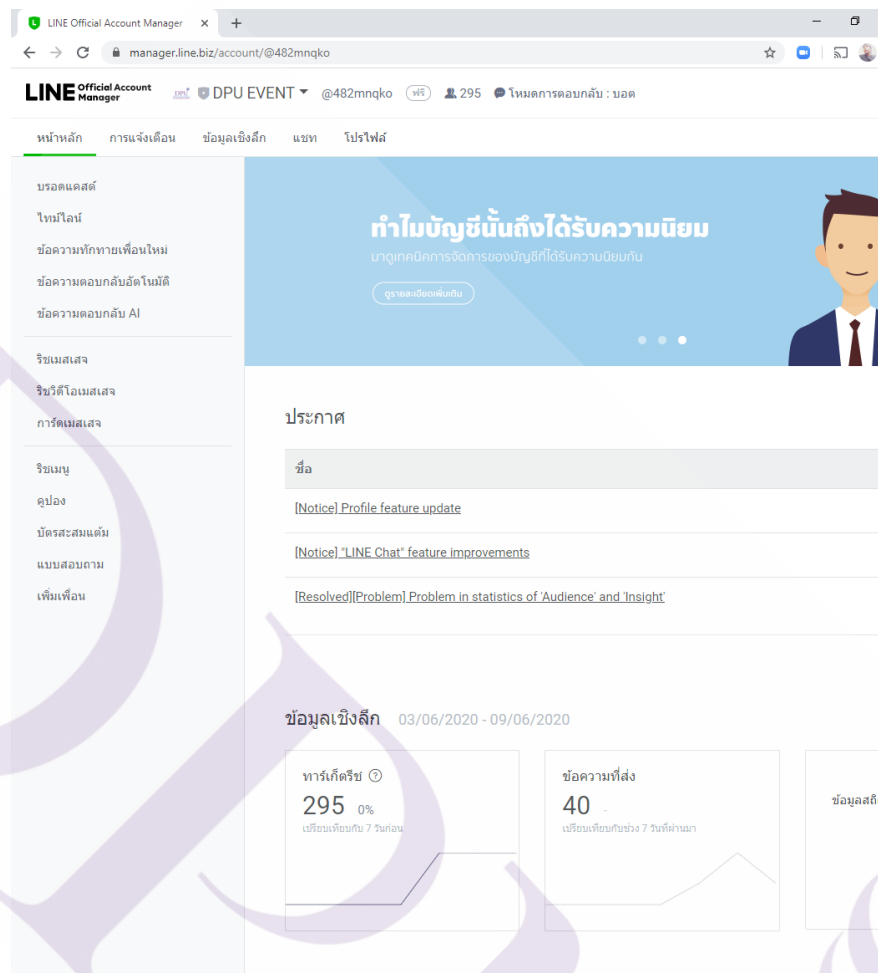 LINE Official Account Manager
manager.line.biz/account/@482mnqko
LINE Official Account Manager DPU DPU EVENT @482mnqko ฟรี 295 โหมดการตอบกลับ : บอต
หน้าหลัก การแจ้งเตือน ข้อมูลเชิงลึก แชท โปรไฟล์
บรอดแคสต์
ไทม์ไลน์
ข้อความทักทายเพื่อนใหม่
ข้อความตอบกลับอัตโนมัติ
ข้อความตอบกลับ AI
ริชเมสเสจ
ริชวิดีโอเมสเสจ
การ์ดเมสเสจ
ริชเมนู
คูปอง
บัตรสะสมแต้ม
แบบสอบถาม
เพิ่มเพื่อน
ทำไมบัญชีนั้นถึงได้รับความนิยม
มาดูเทคนิคการจัดการของบัญชีที่ได้รับความนิยมกัน
ดูรายละเอียดเพิ่มเติม
ประกาศ
ชื่อ
[Notice] Profile feature update
[Notice] "LINE Chat" feature improvements
[Resolved][Problem] Problem in statistics of 'Audience' and 'Insight'
ข้อมูลเชิงลึก 03/06/2020 - 09/06/2020
ทาร์เก็ตรีช
295 0%
เปรียบเทียบกับ 7 วันก่อน
ข้อความที่ส่ง
40 -
เปรียบเทียบกับช่วง 7 วันที่ผ่านมา